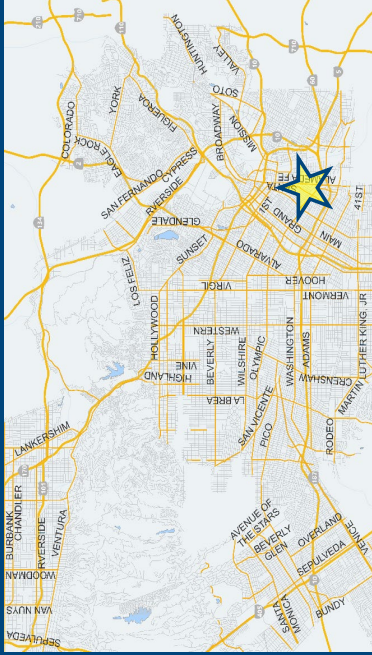 HUNTINGTON
VALLEY
SOTO
COLORADO
YORK
FIGUEROA
EAGLE ROCK
BROADWAY
MISSION
CYPRESS
SAN FERNANDO
RVERSIDE
GLENDALE
1ST
GRAND
MAIN
41ST
SUNSET
ALVARADO
LOS FELIZ
VIRGIL
HOOVER
VERMONT
HOLLYWOOD
WESTERN
VINE
HIGHLAND
BEVERLY
WILSHIRE
OLYMPIC
WASHINGTON
ADAMS
CRENSHAW
MARTIN LUTHER KING, JR
LA BREA
SAN VICENTE
PICO
RODEO
LANKERSHIM
BURBANK
CHANDLER
RVERSIDE
VENTURA
WOODMAN
VAN NUYS
SEPULVEDA
AVENUE OF
THE STARS
BEVERLY
GLEN
OVERLAND
SEPULVEDA
VENICE
SANTA
MONICA
BUNDY